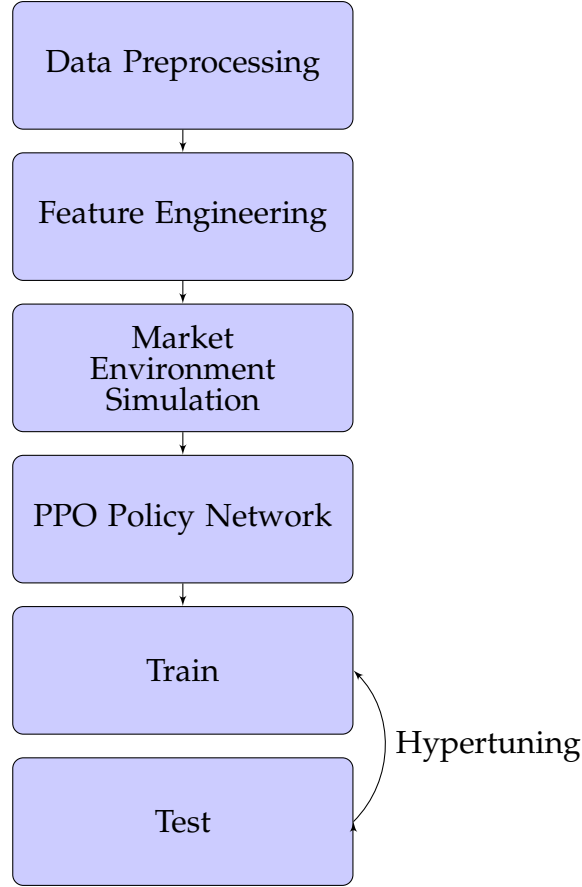 Data Preprocessing
Feature Engineering
Market
Environment
Simulation
PPO Policy Network
Train
Hypertuning
Test